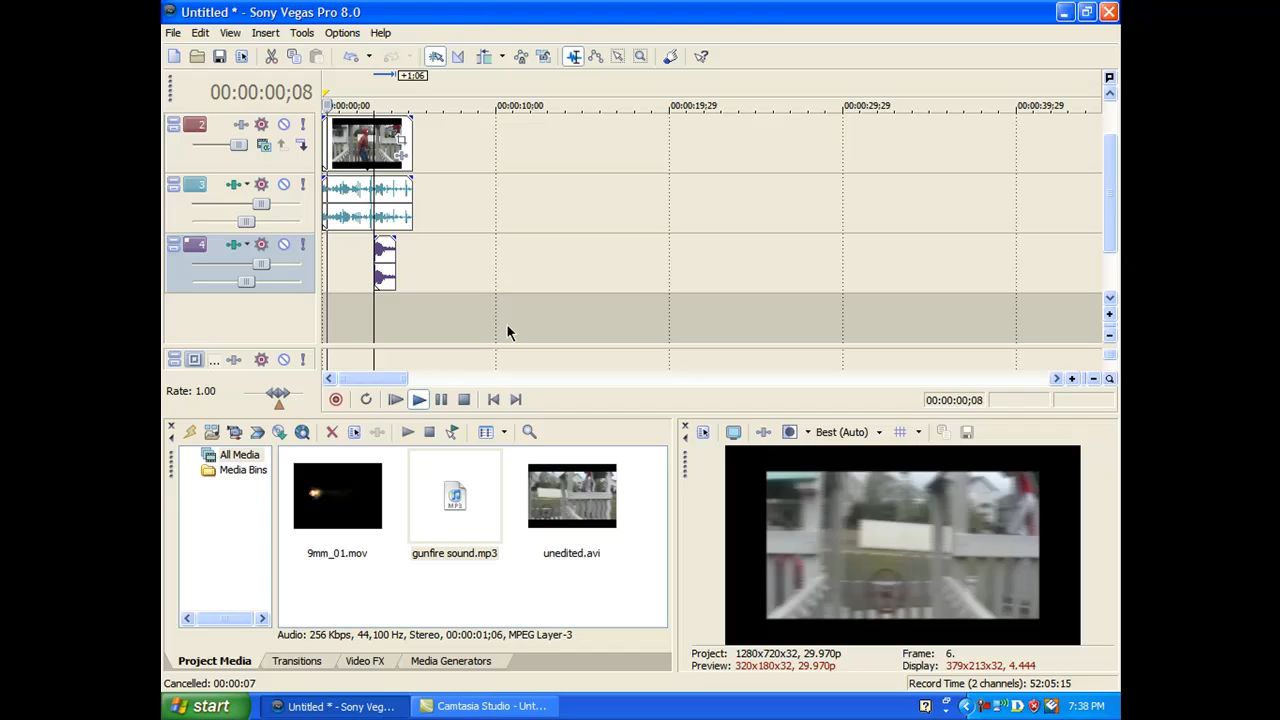 Untitled * - Sony Vegas Pro 8.0
File Edit View Insert Tools Help
+1;06
00:00:00;08
00:00:00;00 00:00:10;00 00:00:19;29 00:00:29;29 00:00:39;29
2
3
4
...
Rate: 1.00
00:00:00;08
Best (Auto)
All Media
Media Bins
MP3
9mm_01.mov gunfire sound.mp3 unedited.avi
Audio: 256 Kbps, 44,100 Hz, Stereo, 00:00:01;06, MPEG Layer-3
Project Media Transitions Video FX Media Generators
Project: 1280x720x32, 29.970p Frame: 6.
Preview: 320x180x32, 29.970p Display: 379x213x32, 4.444
Cancelled: 00:00:07 Record Time (2 channels): 52:05:15
start Untitled * - Sony Veg... Camtasia Studio - Unt... 7:38 PM